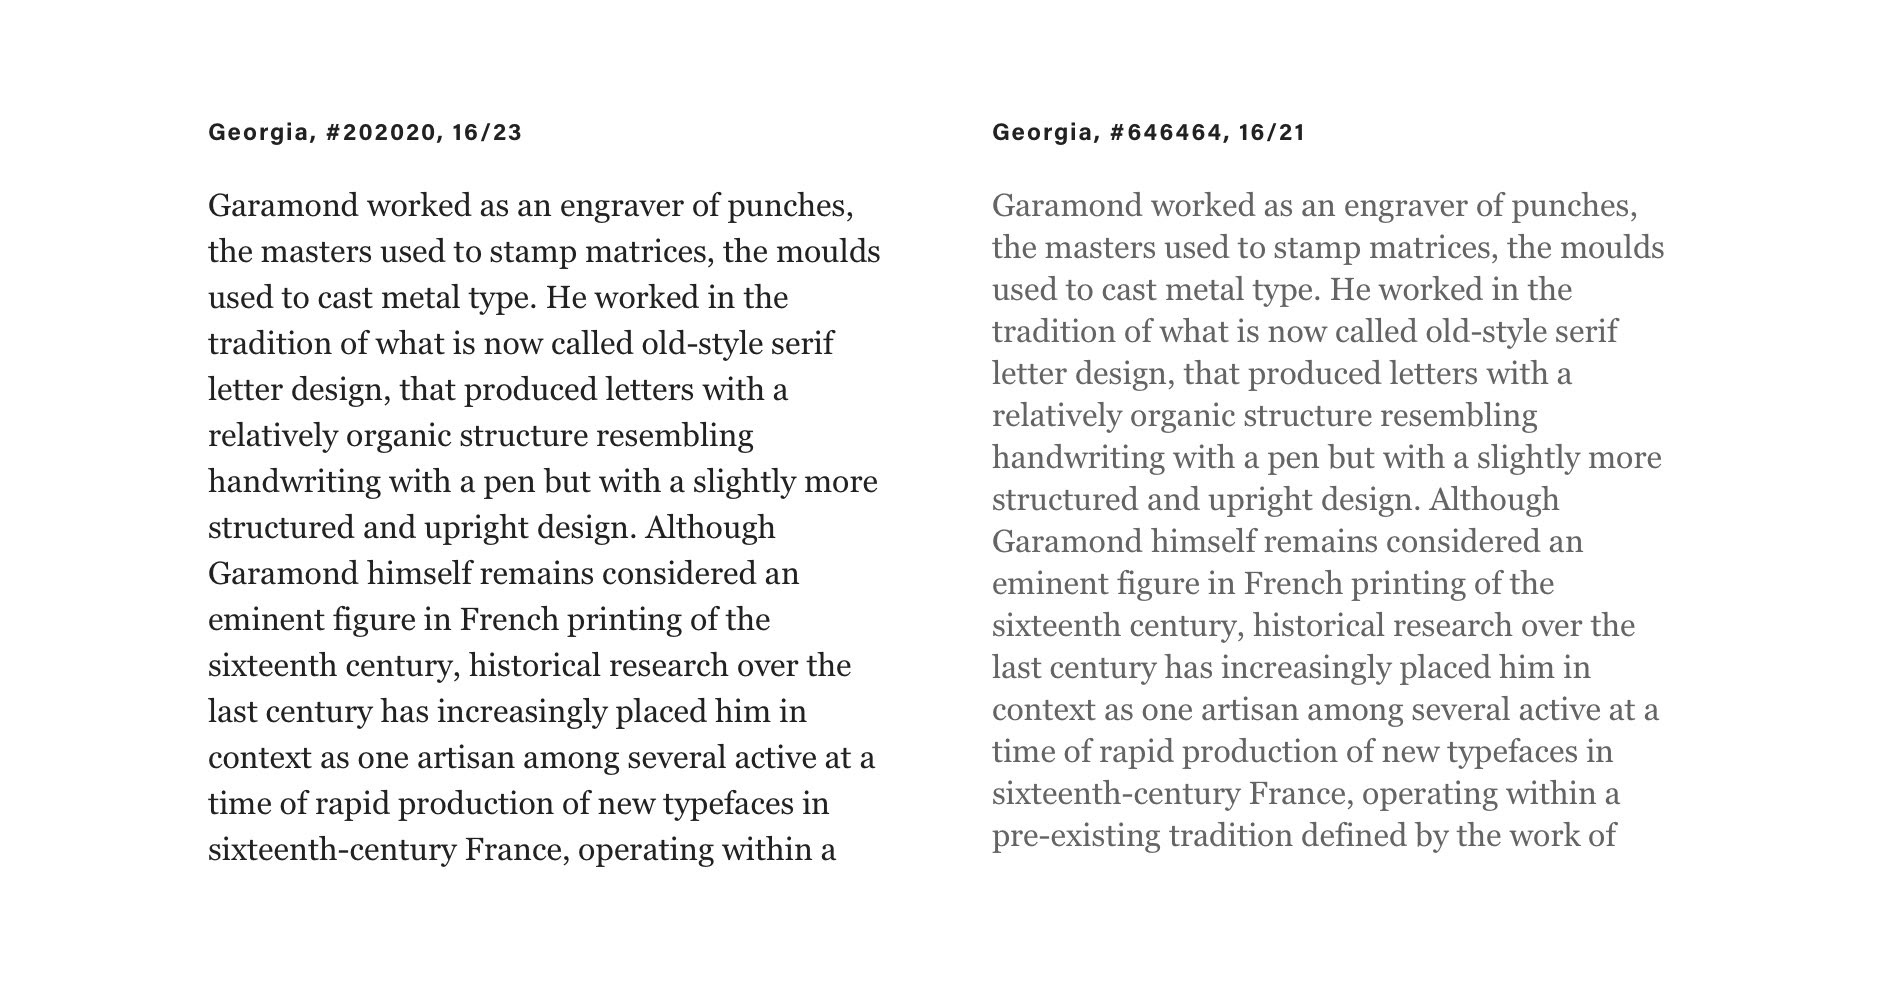 Georgia, #202020, 16/23
Garamond worked as an engraver of punches,
the masters used to stamp matrices, the moulds
used to cast metal type. He worked in the
tradition of what is now called old-style serif
letter design, that produced letters with a
relatively organic structure resembling
handwriting with a pen but with a slightly more
structured and upright design. Although
Garamond himself remains considered an
eminent figure in French printing of the
sixteenth century, historical research over the
last century has increasingly placed him in
context as one artisan among several active at a
time of rapid production of new typefaces in
sixteenth-century France, operating within a
Georgia, #646464, 16/21
Garamond worked as an engraver of punches,
the masters used to stamp matrices, the moulds
used to cast metal type. He worked in the
tradition of what is now called old-style serif
letter design, that produced letters with a
relatively organic structure resembling
handwriting with a pen but with a slightly more
structured and upright design. Although
Garamond himself remains considered an
eminent figure in French printing of the
sixteenth century, historical research over the
last century has increasingly placed him in
context as one artisan among several active at a
time of rapid production of new typefaces in
sixteenth-century France, operating within a
pre-existing tradition defined by the work of